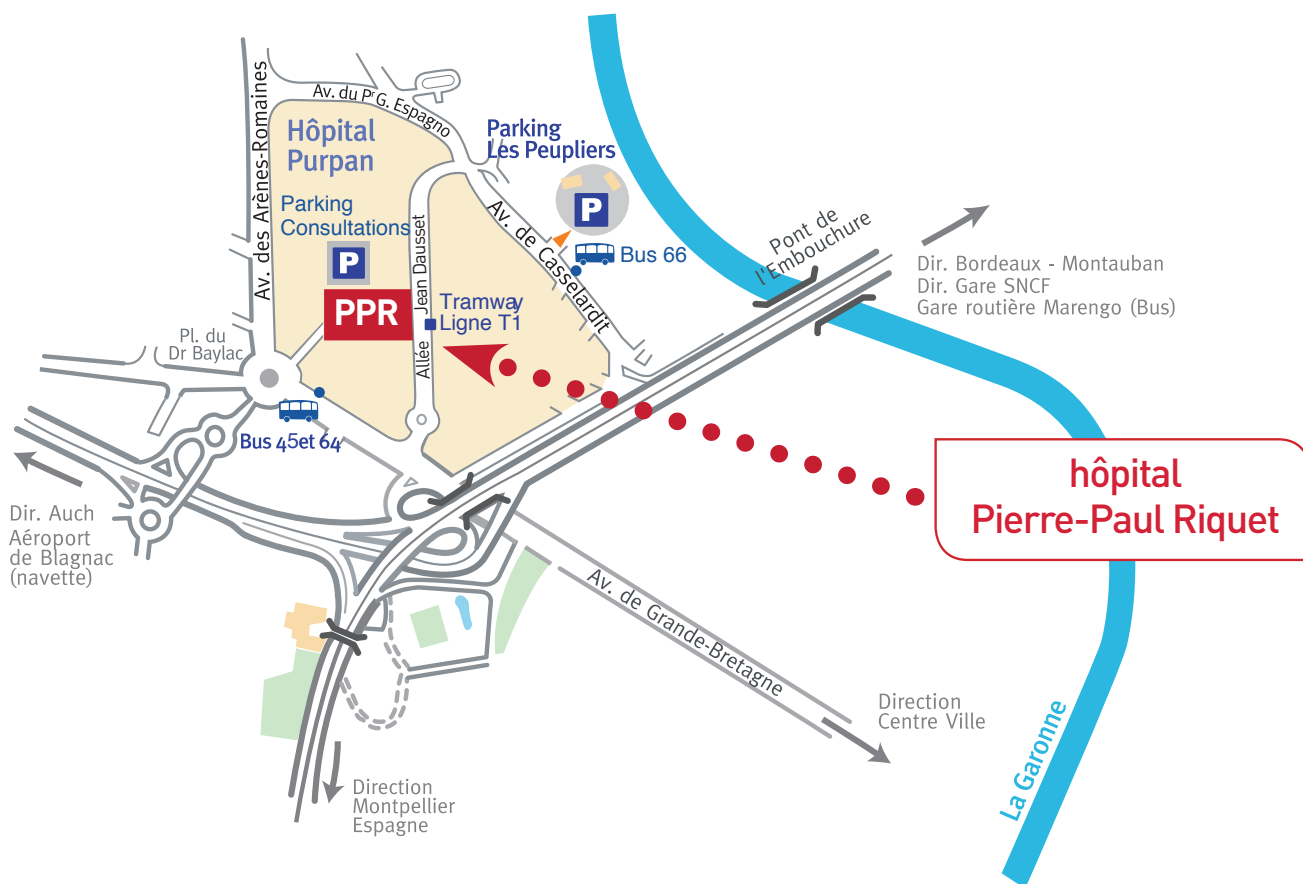 Av. des Arènes-Romaines
Av. du Pr G. Espagno
Hôpital
Purpan
Parking
Les Peupliers
P
Parking
Consultations
P
Jean Dausset
Allée
Av. de Casselardit
Bus 66
Pont de
l'Embouchure
Dir. Bordeaux - Montauban
Dir. Gare SNCF
Gare routière Marengo (Bus)
PPR
Tramway
Ligne T1
Pl. du
Dr Baylac
Bus 45et 64
hôpital
Pierre-Paul Riquet
Dir. Auch
Aéroport
de Blagnac
(navette)
Av. de Grande-Bretagne
Direction
Centre Ville
La Garonne
Direction
Montpellier
Espagne